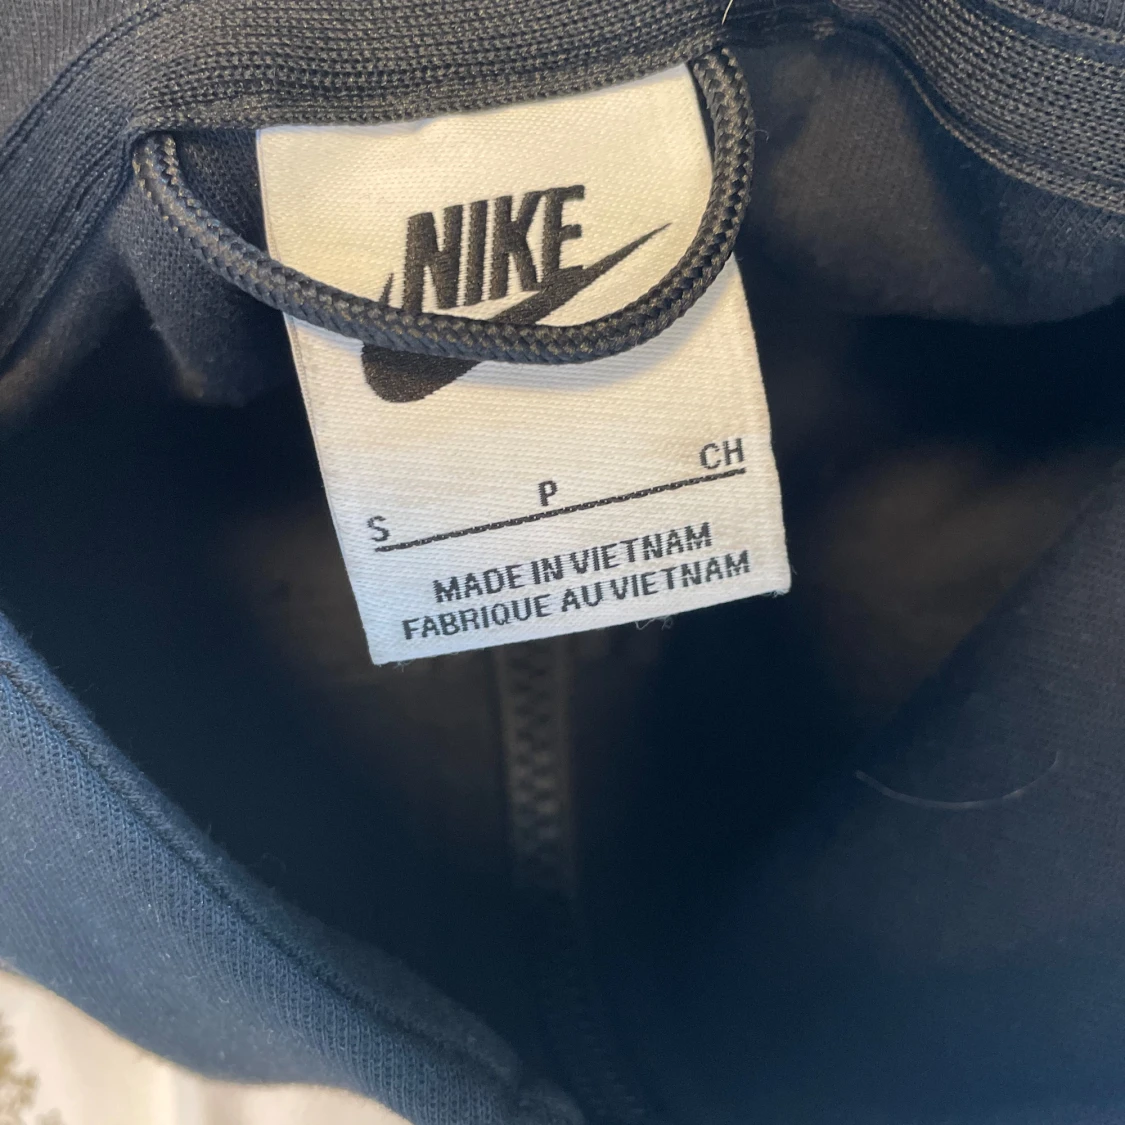 NIKE
S P CH
MADE IN VIETNAM
FABRIQUE AU VIETNAM